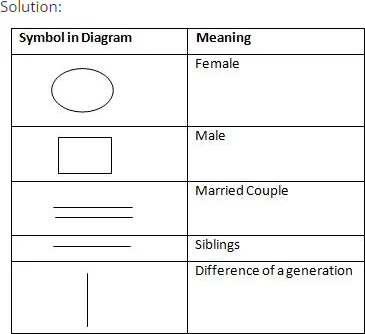 Solution:
Symbol in Diagram Meaning
Female
Male
Married Couple
Siblings
Difference of a generation